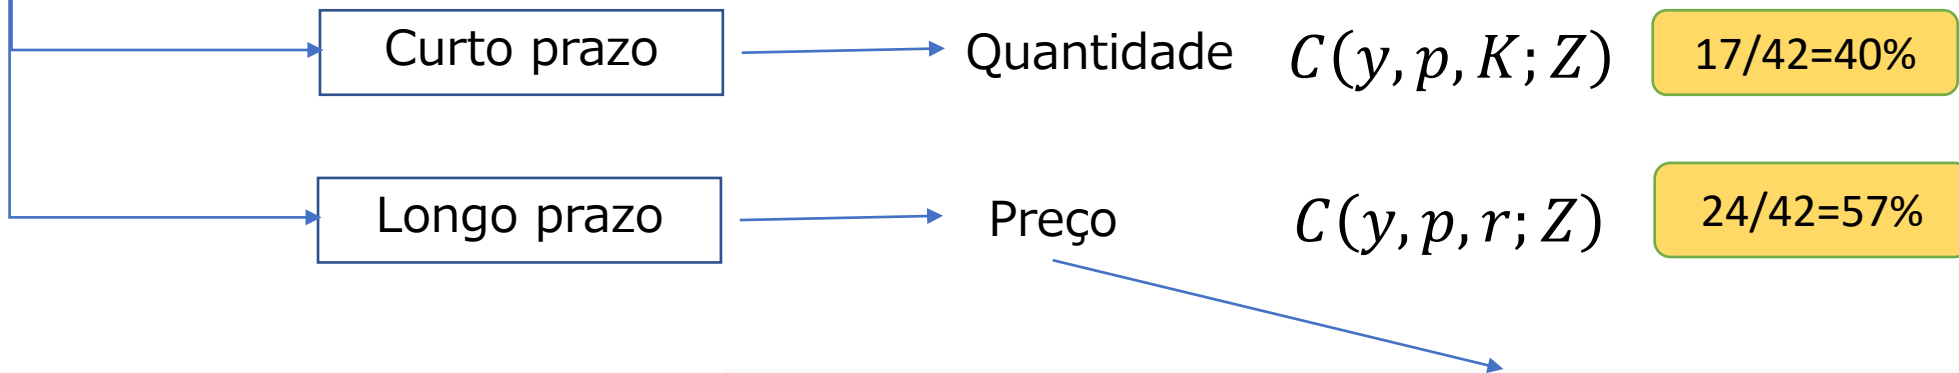 Curto prazo Quantidade C(y, p, K; Z) 17/42=40%
Longo prazo Preço C(y, p, r; Z) 24/42=57%